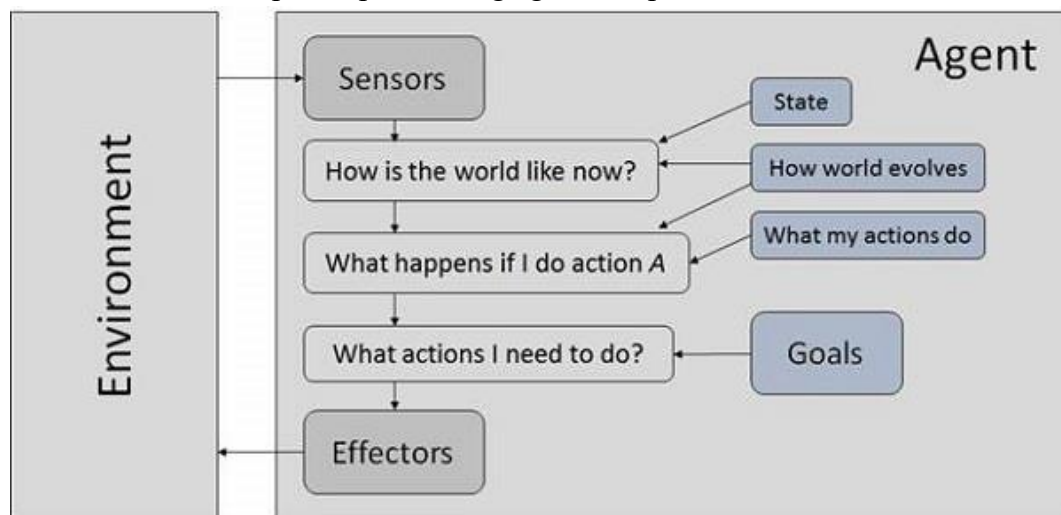 Agent
Environment
Sensors
State
How is the world like now?
How world evolves
What my actions do
What happens if I do action A
What actions I need to do?
Goals
Effectors